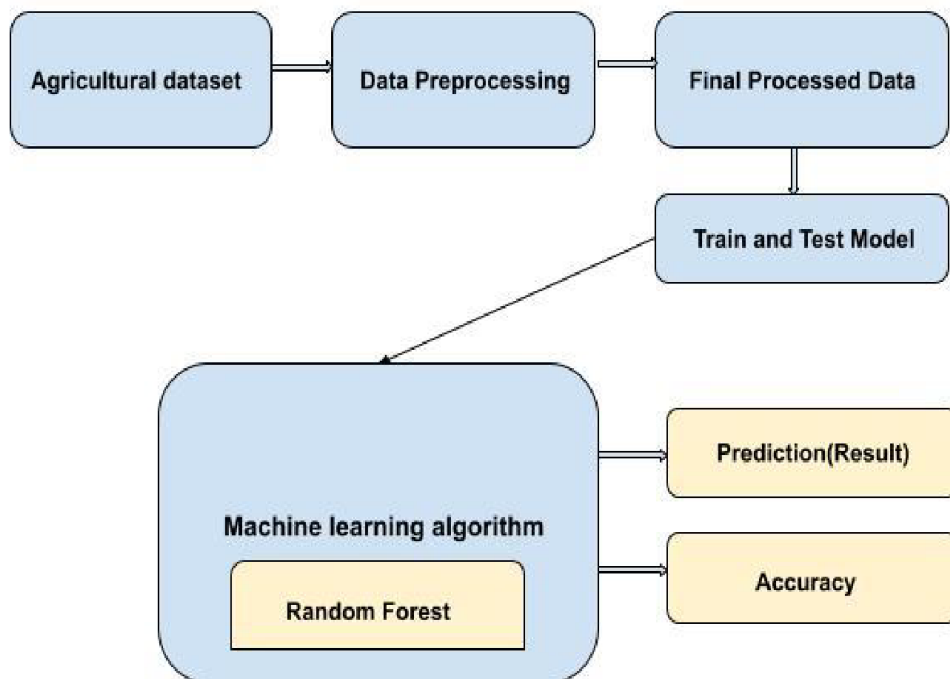 Agricultural dataset
Data Preprocessing
Final Processed Data
Train and Test Model
Machine learning algorithm
Random Forest
Prediction(Result)
Accuracy